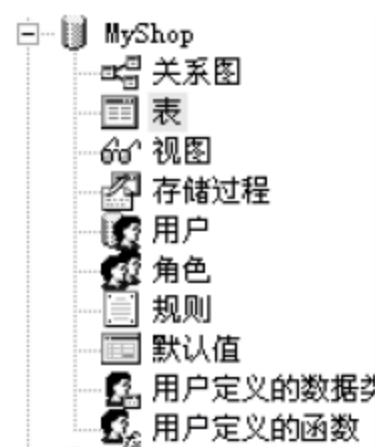 MyShop
关系图
表
视图
存储过程
用户
角色
规则
默认值
用户定义的数据类
用户定义的函数